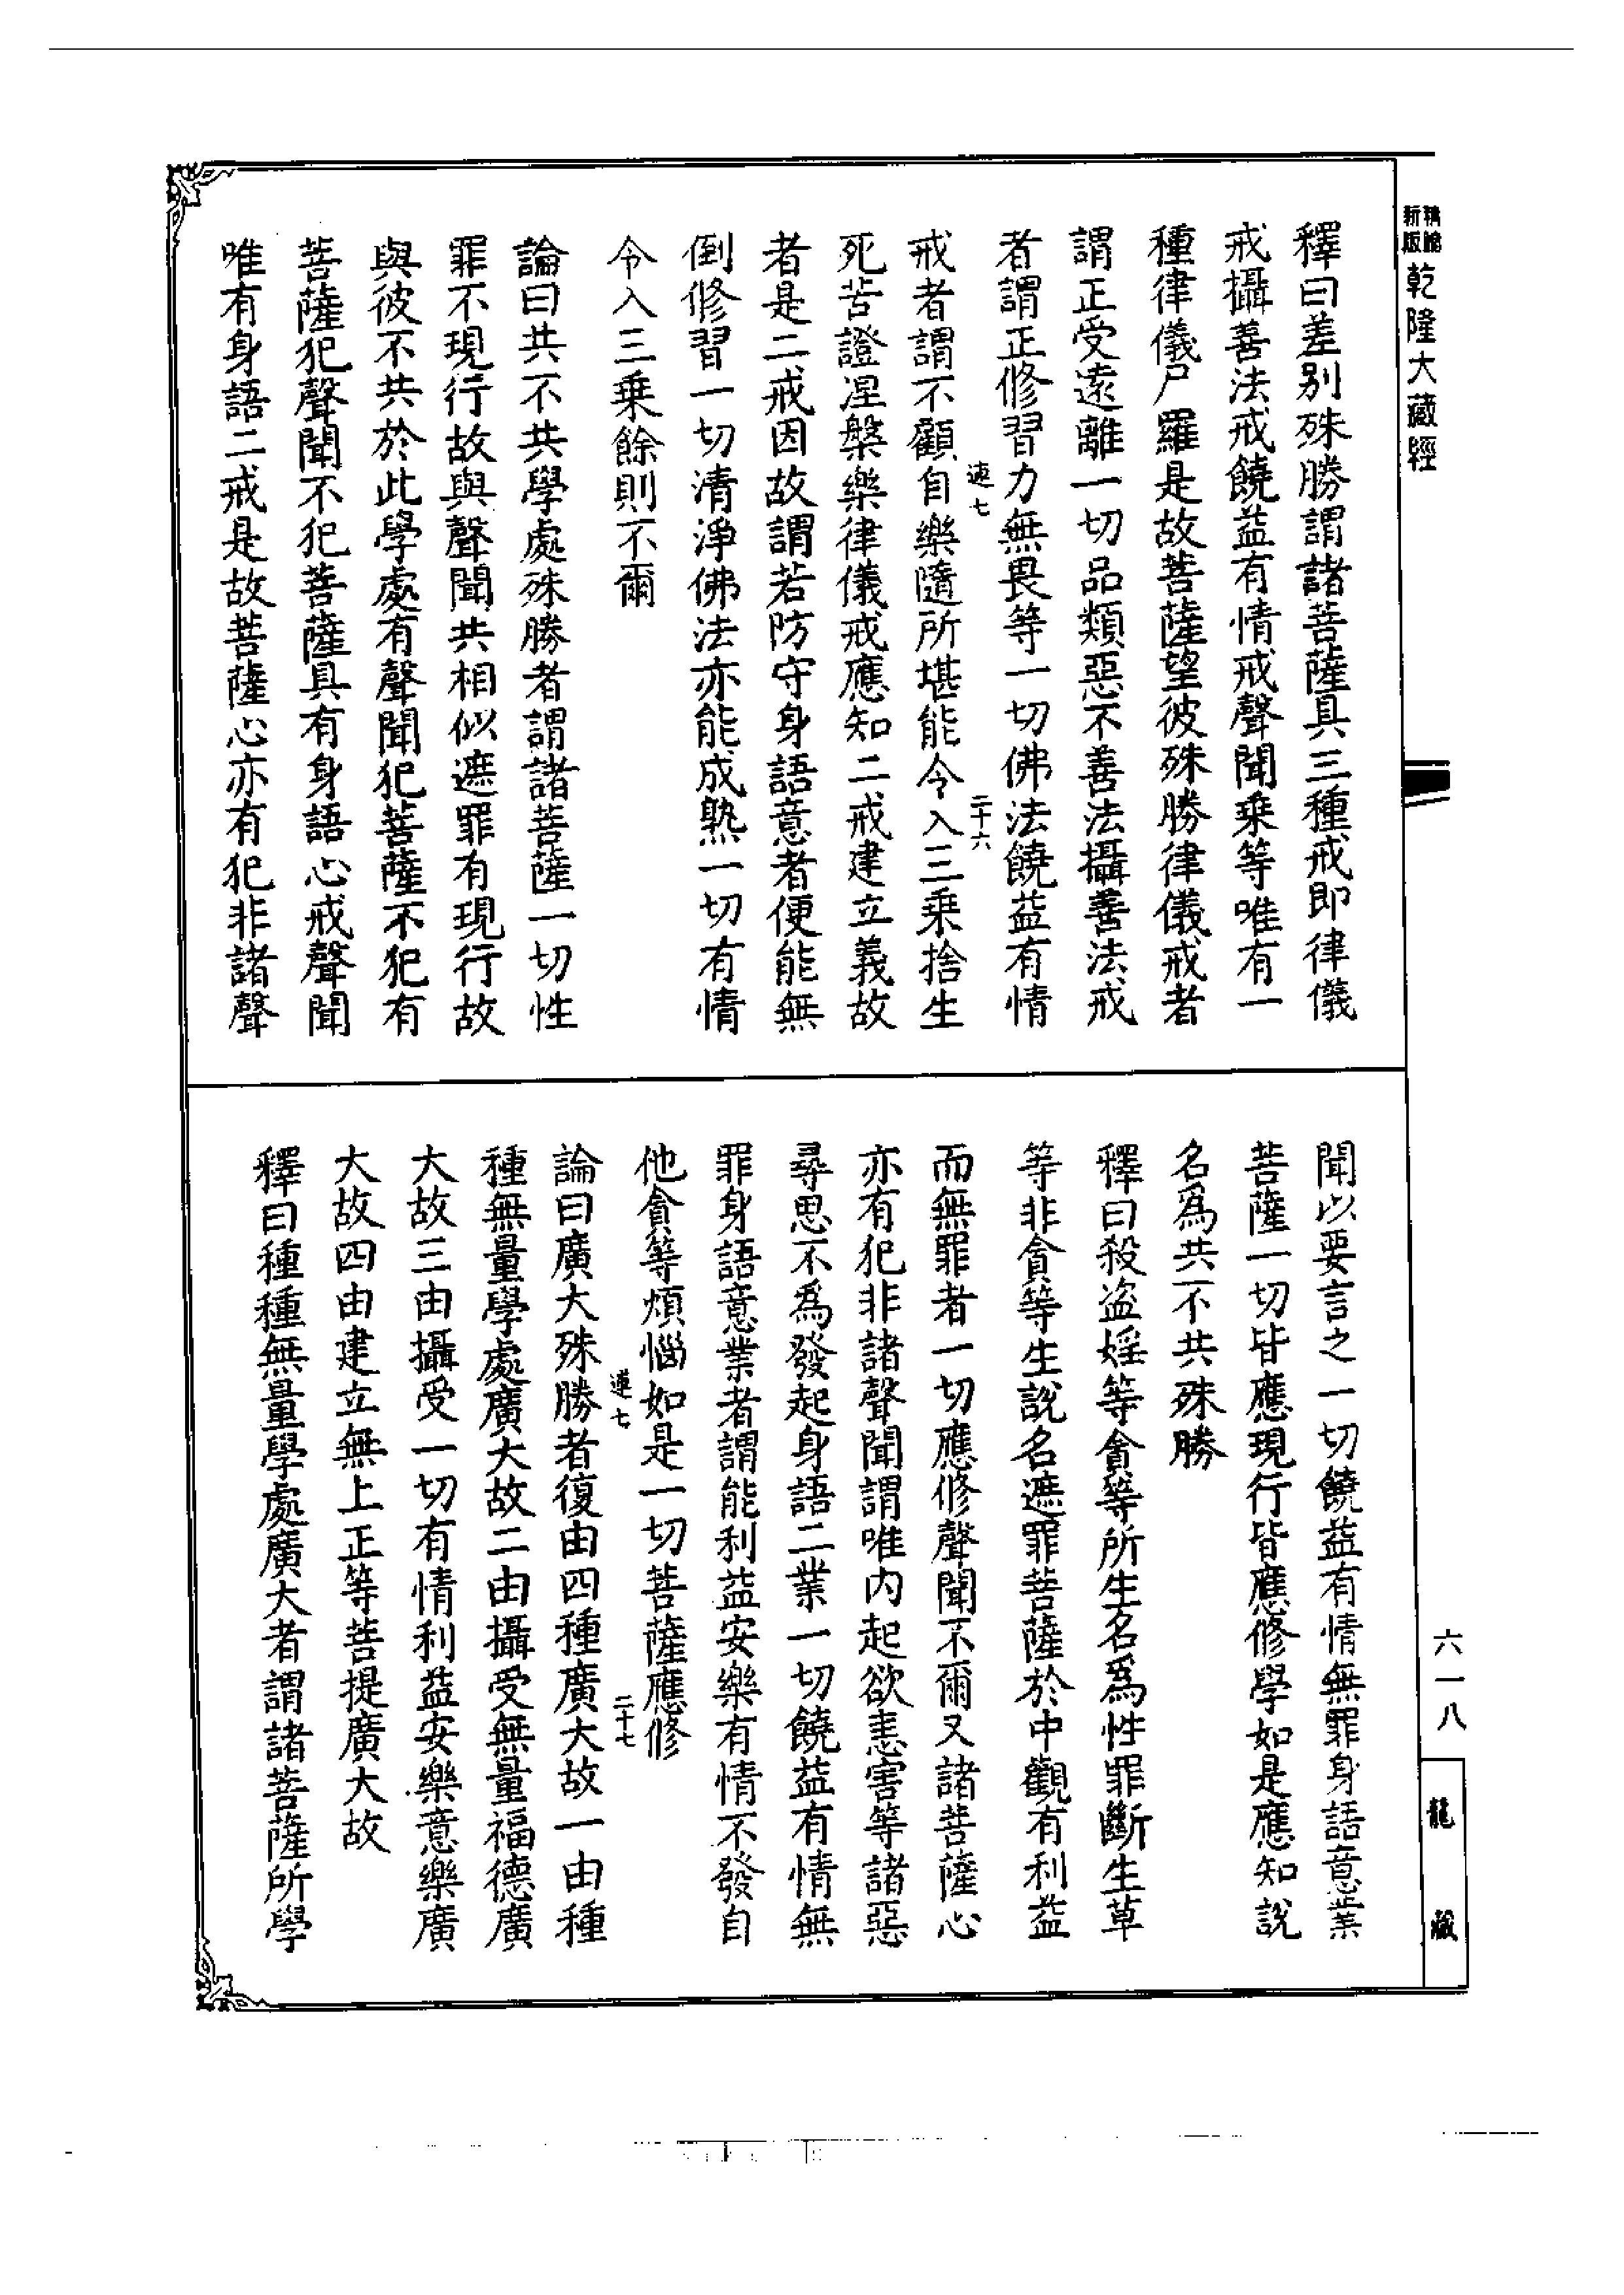 新版
乾隆大藏經
釋曰差別殊勝謂諸菩薩具三種戒即律儀
戒攝善法戒饒益有情戒聲聞乘等唯有一
種律儀尸羅是故菩薩望彼殊勝律儀戒者
謂正受遠離一切品類惡不善法攝善法戒
者謂正修習力無畏等一切佛法饒益有情
連七
二十六
戒者謂不顧自樂隨所堪能令入三乘捨生
死苦證涅槃樂律儀戒應知二戒建立義故
者是二戒因故謂若防守身語意者便能無
倒修習一切清淨佛法亦能成熟一切有情
令入三乘餘則不爾
論曰共不共學處殊勝者謂諸菩薩一切性
罪不現行故與聲聞共相似遮罪有現行故
與彼不共於此學處有聲聞犯菩薩不犯有
菩薩犯聲聞不犯菩薩具有身語心戒聲聞
唯有身語二戒是故菩薩心亦有犯非諸聲
聞以要言之一切饒益有情無罪身語意業
菩薩一切皆應現行皆應修學如是應知說
名為共不共殊勝
釋曰殺盜婬等貪等所生名為性罪斷生草
等非貪等生說名遮罪菩薩於中觀有利益
而無罪者一切應修聲聞不爾又諸菩薩心
亦有犯非諸聲聞謂唯內起欲恚害等諸惡
尋思不為發起身語二業一切饒益有情無
罪身語意業者謂能利益安樂有情不發自
他貪等煩惱如是一切菩薩應修
連七
二十七
論曰廣大殊勝者復由四種廣大故一由種
種無量學處廣大故二由攝受無量福德廣
大故三由攝受一切有情利益安樂意樂廣
大故四由建立無上正等菩提廣大故
釋曰種種無量學處廣大者謂諸菩薩所學
六一八
龍藏